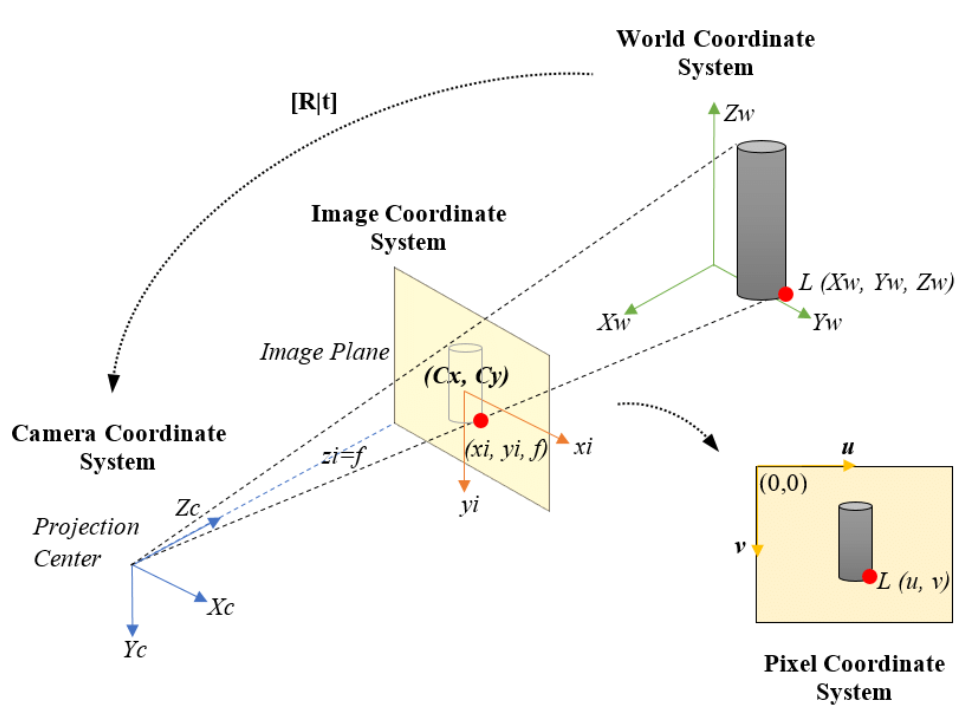 World Coordinate
System
[R|t]
Zw
Image Coordinate
System
L (Xw, Yw, Zw)
Xw
Yw
Image Plane
(Cx, Cy)
Camera Coordinate
System
zi=f
(xi, yi, f)
xi
yi
u
(0,0)
Zc
Projection
Center
v
L (u, v)
Xc
Yc
Pixel Coordinate
System